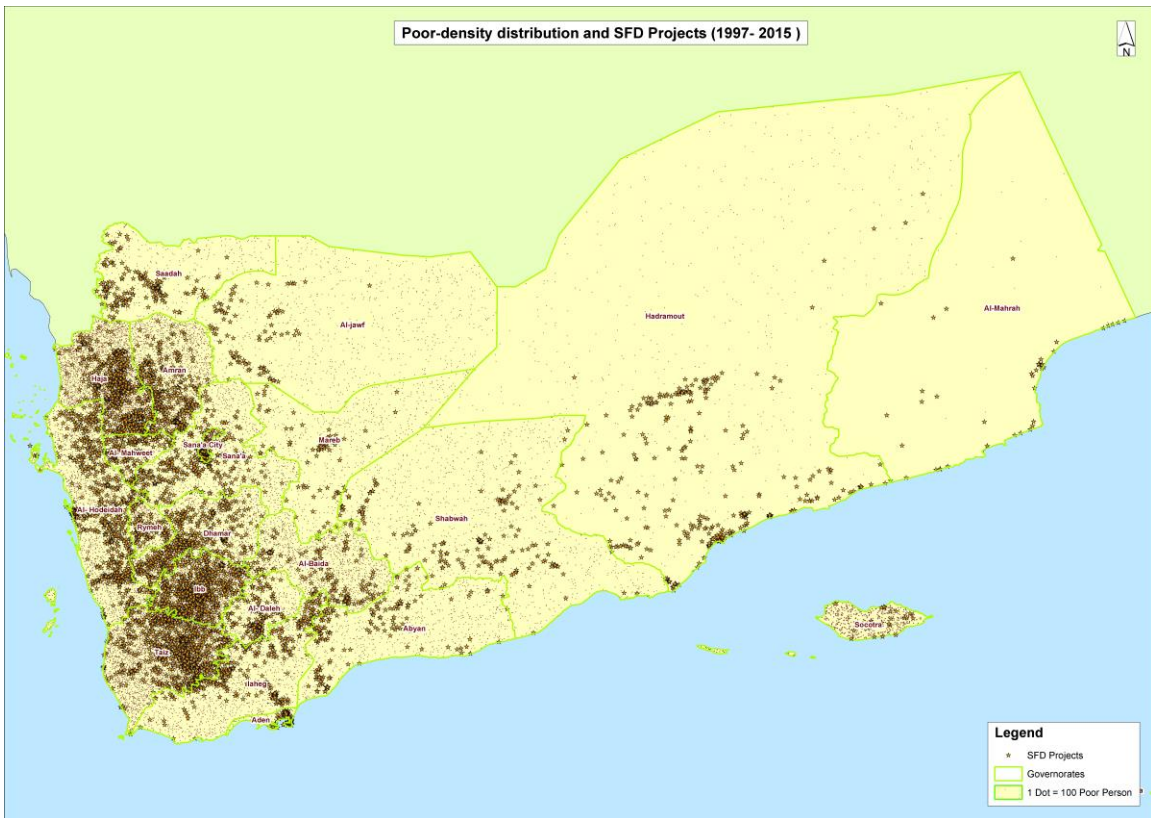 Poor-density distribution and SFD Projects (1997- 2015 )
N
Saadah
Al-jawf
Hadramout
Al-Mahrah
Haja
Amran
Mareb
Sana'a City
Al- Mahweet
Sana'a
Al- Hodeidah
Rymeh
Dhamar
Shabwah
Al-Baida
Ibb
Al- Daleh
Abyan
Socotra
Taiz
laheg
Aden
Legend
SFD Projects
Governorates
1 Dot = 100 Poor Person